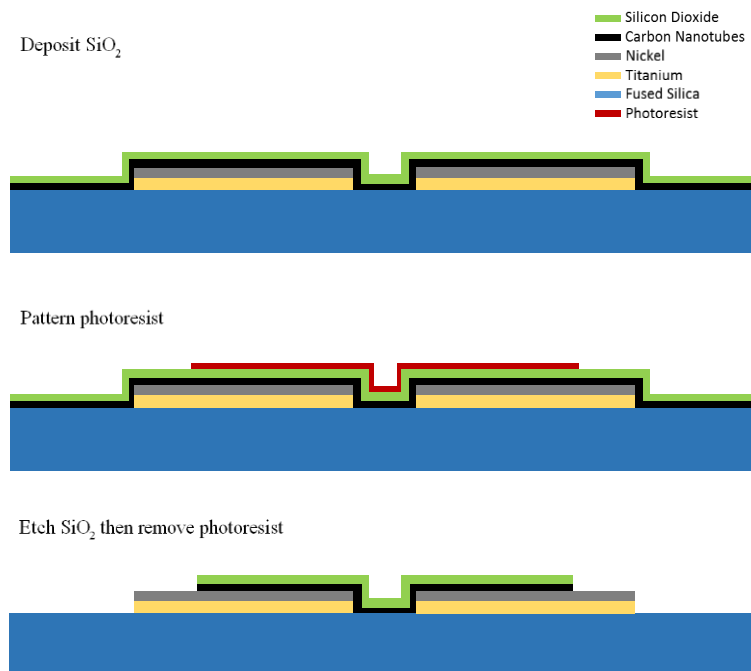 Deposit SiO₂
Silicon Dioxide
Carbon Nanotubes
Nickel
Titanium
Fused Silica
Photoresist
Pattern photoresist
Etch SiO₂ then remove photoresist